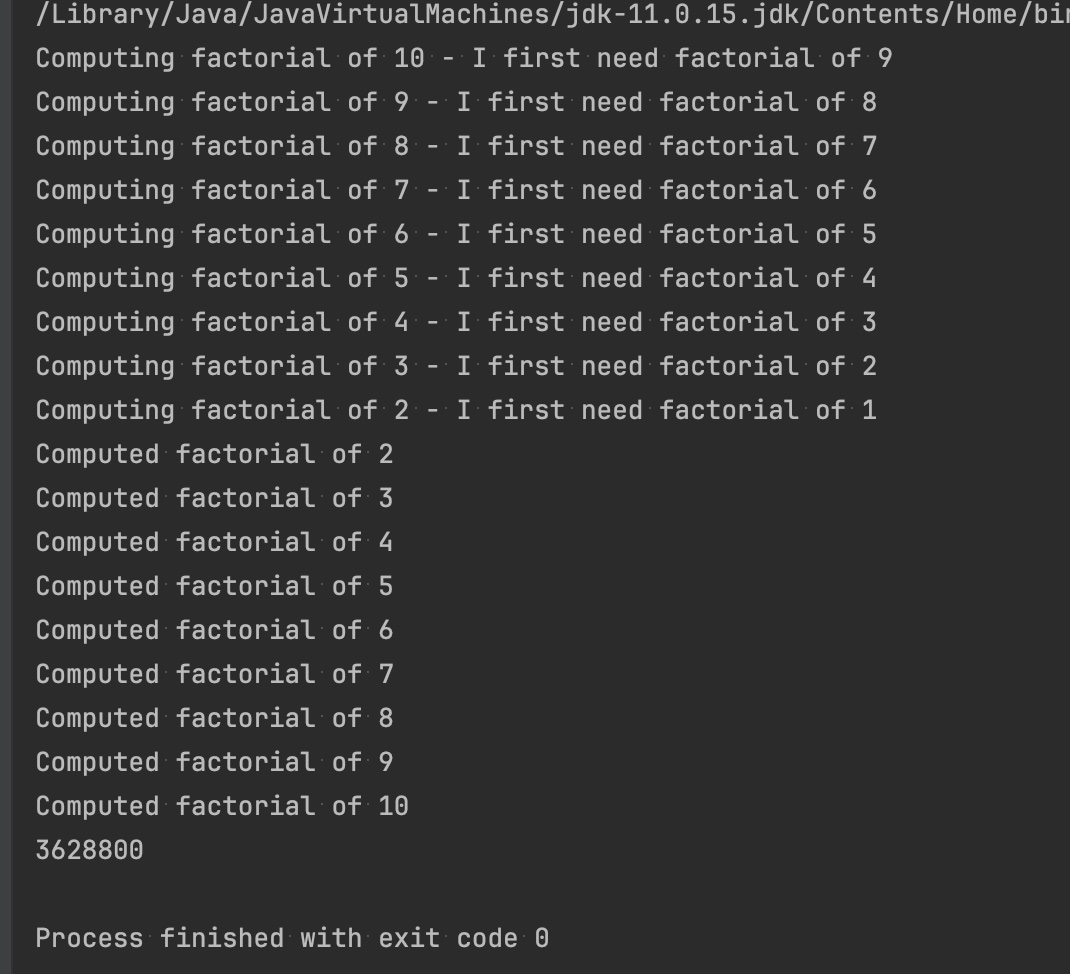 /Library/Java/JavaVirtualMachines/jdk-11.0.15.jdk/Contents/Home/bin
Computing factorial of 10 - I first need factorial of 9
Computing factorial of 9 - I first need factorial of 8
Computing factorial of 8 - I first need factorial of 7
Computing factorial of 7 - I first need factorial of 6
Computing factorial of 6 - I first need factorial of 5
Computing factorial of 5 - I first need factorial of 4
Computing factorial of 4 - I first need factorial of 3
Computing factorial of 3 - I first need factorial of 2
Computing factorial of 2 - I first need factorial of 1
Computed factorial of 2
Computed factorial of 3
Computed factorial of 4
Computed factorial of 5
Computed factorial of 6
Computed factorial of 7
Computed factorial of 8
Computed factorial of 9
Computed factorial of 10
3628800
Process finished with exit code 0